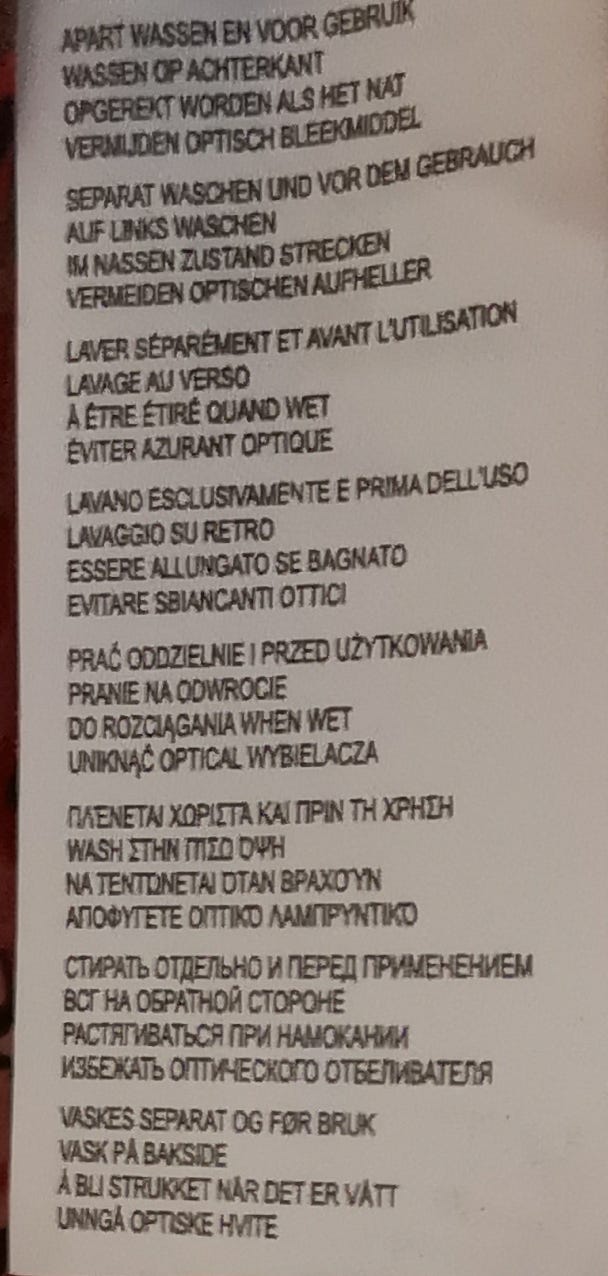 APART WASSEN EN VOOR GEBRUIK
WASSEN OP ACHTERKANT
OPGEREKT WORDEN ALS HET NAT
VERMIJDEN OPTISCH BLEEKMIDDEL
SEPARAT WASCHEN UND VOR DEM GEBRAUCH
AUF LINKS WASCHEN
IM NASSEN ZUSTAND STRECKEN
VERMEIDEN OPTISCHEN AUFHELLER
LAVER SÉPARÉMENT ET AVANT L'UTILISATION
LAVAGE AU VERSO
À ÊTRE ÉTIRÉ QUAND WET
ÉVITER AZURANT OPTIQUE
LAVANO ESCLUSIVAMENTE E PRIMA DELL'USO
LAVAGGIO SU RETRO
ESSERE ALLUNGATO SE BAGNATO
EVITARE SBIANCANTI OTTICI
PRAĆ ODDZIELNIE I PRZED UŻYTKOWANIA
PRANIE NA ODWROCIE
DO ROZCIĄGANIA WHEN WET
UNIKNĄĆ OPTICAL WYBIELACZA
ΠΛΈΝΕΤΑΙ ΧΩΡΙΣΤΑ ΚΑΙ ΠΡΙΝ ΤΗ ΧΡΗΣΗ
WASH ΣΤΗΝ ΠΙΣΩ ΌΨΗ
ΝΑ ΤΕΝΤΩΝΕΤΑΙ ΌΤΑΝ ΒΡΑΧΟΎΝ
ΑΠΟΦΎΓΕΤΕ ΟΠΤΙΚΌ ΛΑΜΠΡΥΝΤΙΚΌ
СТИРАТЬ ОТДЕЛЬНО И ПЕРЕД ПРИМЕНЕНИЕМ
ВСГ НА ОБРАТНОЙ СТОРОНЕ
РАСТЯГИВАТЬСЯ ПРИ НАМОКАНИИ
ИЗБЕЖАТЬ ОПТИЧЕСКОГО ОТБЕЛИВАТЕЛЯ
VASKES SEPARAT OG FØR BRUK
VASK PÅ BAKSIDE
Å BLI STRUKKET NÅR DET ER VÅTT
UNNGÅ OPTISKE HVITE